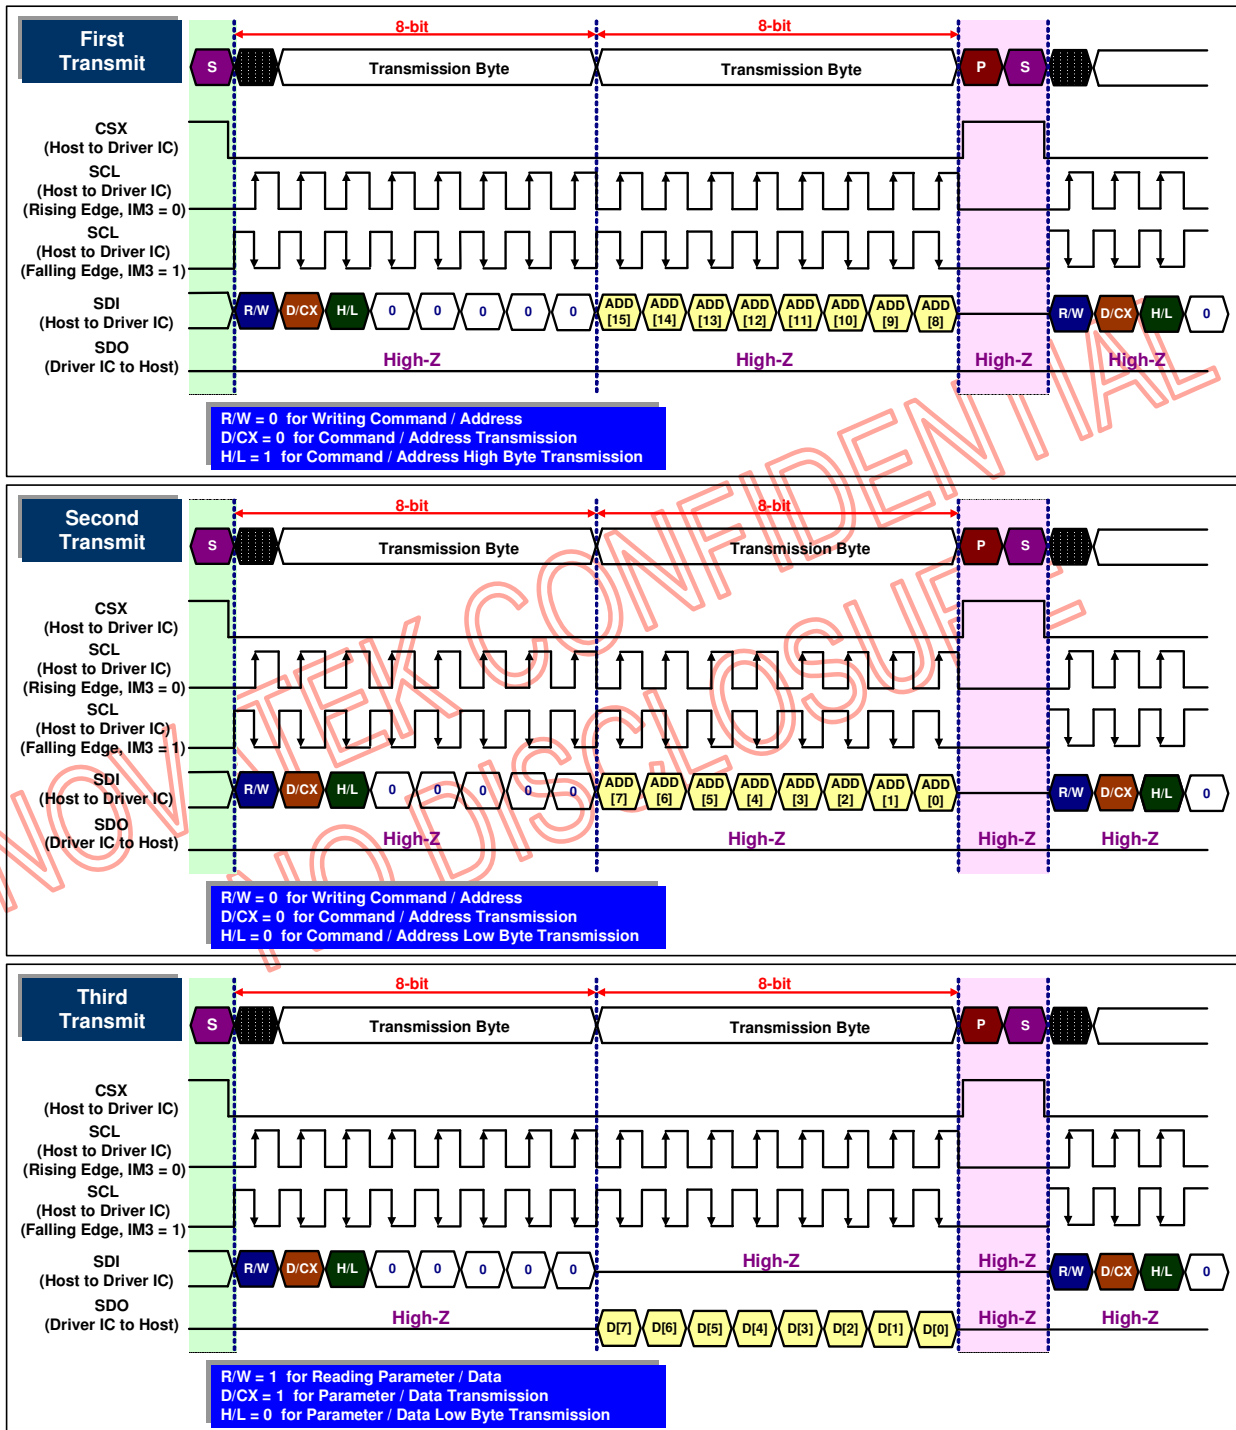 First
Transmit
8-bit 8-bit
S Transmission Byte Transmission Byte P S
CSX
(Host to Driver IC)
SCL
(Host to Driver IC)
(Rising Edge, IM3 = 0)
SCL
(Host to Driver IC)
(Falling Edge, IM3 = 1)
SDI
(Host to Driver IC)
R/W D/CX H/L 0 0 0 0 0 ADD [15] ADD [14] ADD [13] ADD [12] ADD [11] ADD [10] ADD [9] ADD [8] R/W D/CX H/L 0
SDO
(Driver IC to Host)
High-Z High-Z High-Z High-Z
R/W = 0 for Writing Command / Address
D/CX = 0 for Command / Address Transmission
H/L = 1 for Command / Address High Byte Transmission
Second
Transmit
8-bit 8-bit
S Transmission Byte Transmission Byte P S
CSX
(Host to Driver IC)
SCL
(Host to Driver IC)
(Rising Edge, IM3 = 0)
SCL
(Host to Driver IC)
(Falling Edge, IM3 = 1)
SDI
(Host to Driver IC)
R/W D/CX H/L 0 0 0 0 0 ADD [7] ADD [6] ADD [5] ADD [4] ADD [3] ADD [2] ADD [1] ADD [0] R/W D/CX H/L 0
SDO
(Driver IC to Host)
High-Z High-Z High-Z High-Z
R/W = 0 for Writing Command / Address
D/CX = 0 for Command / Address Transmission
H/L = 0 for Command / Address Low Byte Transmission
Third
Transmit
8-bit 8-bit
S Transmission Byte Transmission Byte P S
CSX
(Host to Driver IC)
SCL
(Host to Driver IC)
(Rising Edge, IM3 = 0)
SCL
(Host to Driver IC)
(Falling Edge, IM3 = 1)
SDI
(Host to Driver IC)
R/W D/CX H/L 0 0 0 0 0 High-Z High-Z R/W D/CX H/L 0
SDO
(Driver IC to Host)
High-Z D[7] D[6] D[5] D[4] D[3] D[2] D[1] D[0] High-Z High-Z
R/W = 1 for Reading Parameter / Data
D/CX = 1 for Parameter / Data Transmission
H/L = 0 for Parameter / Data Low Byte Transmission
NOVATEK CONFIDENTIAL
NO DISCLOSURE